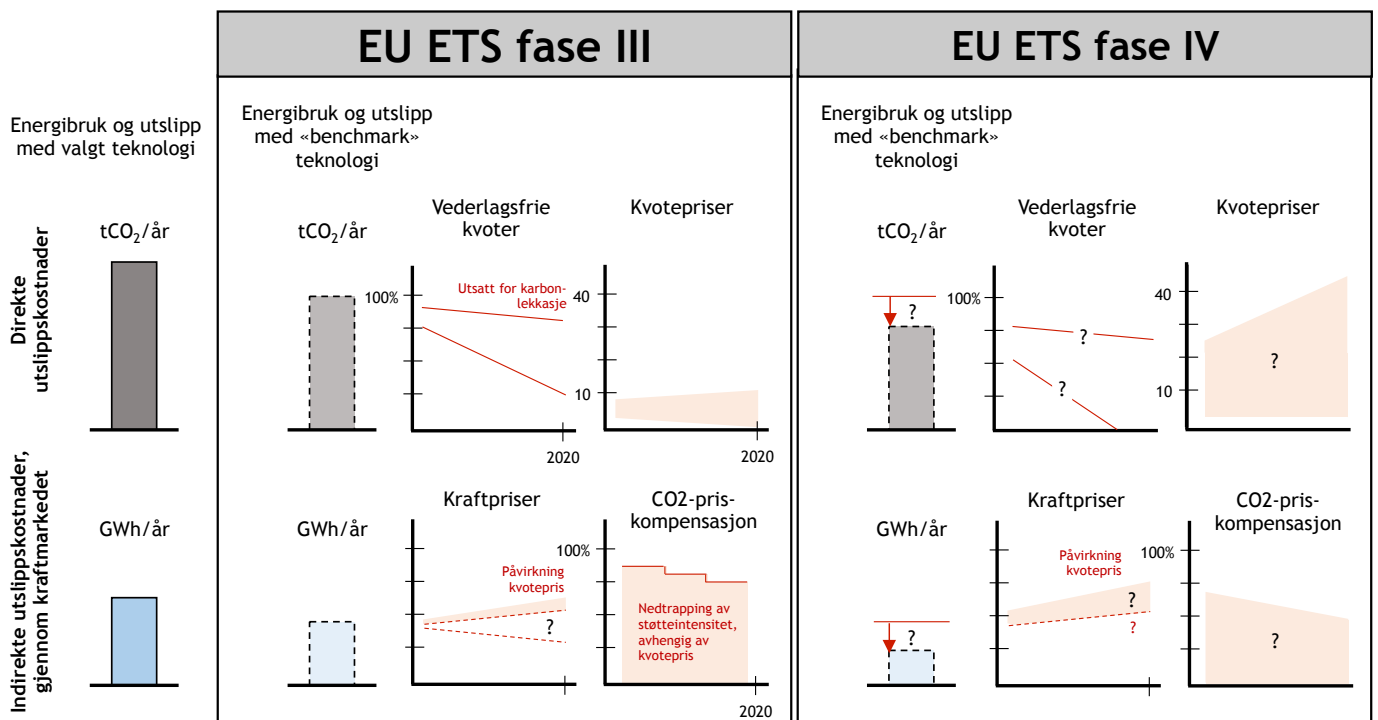 EU ETS fase III
EU ETS fase IV
Energibruk og utslipp
med valgt teknologi
Energibruk og utslipp
med «benchmark»
teknologi
Energibruk og utslipp
med «benchmark»
teknologi
Direkte
utslippskostnader
tCO₂/år
tCO₂/år
Vederlagsfrie
kvoter
100%
Utsatt for karbon-
lekkasje
2020
Kvotepriser
40
10
2020
tCO₂/år
?
Vederlagsfrie
kvoter
100%
?
?
Kvotepriser
40
10
?
Indirekte utslippskostnader,
gjennom kraftmarkedet
GWh/år
GWh/år
Kraftpriser
Påvirkning
kvotepris
?
CO2-pris-
kompensasjon
100%
Nedtrapping av
støtteintensitet,
avhengig av
kvotepris
2020
GWh/år
?
Kraftpriser
Påvirkning
kvotepris
?
?
CO2-pris-
kompensasjon
100%
?